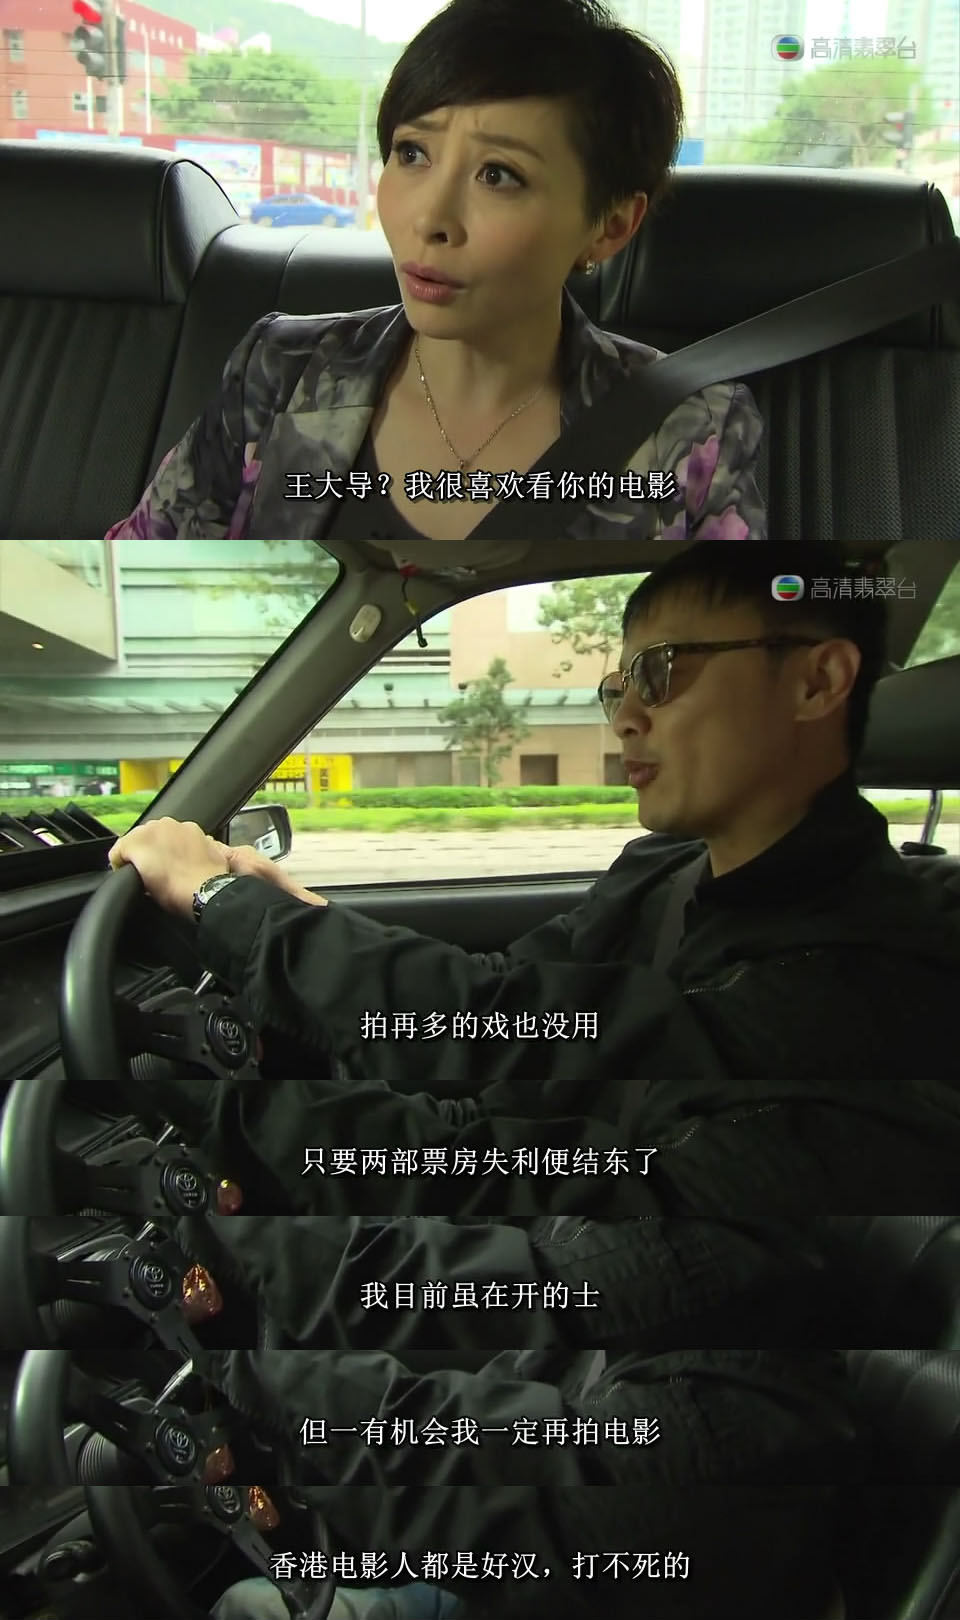 高清翡翠台
王大导？我很喜欢看你的电影
高清翡翠台
拍再多的戏也没用
只要两部票房失利便结东了
我目前虽在开的士
但一有机会我一定再拍电影
香港电影人都是好汉，打不死的